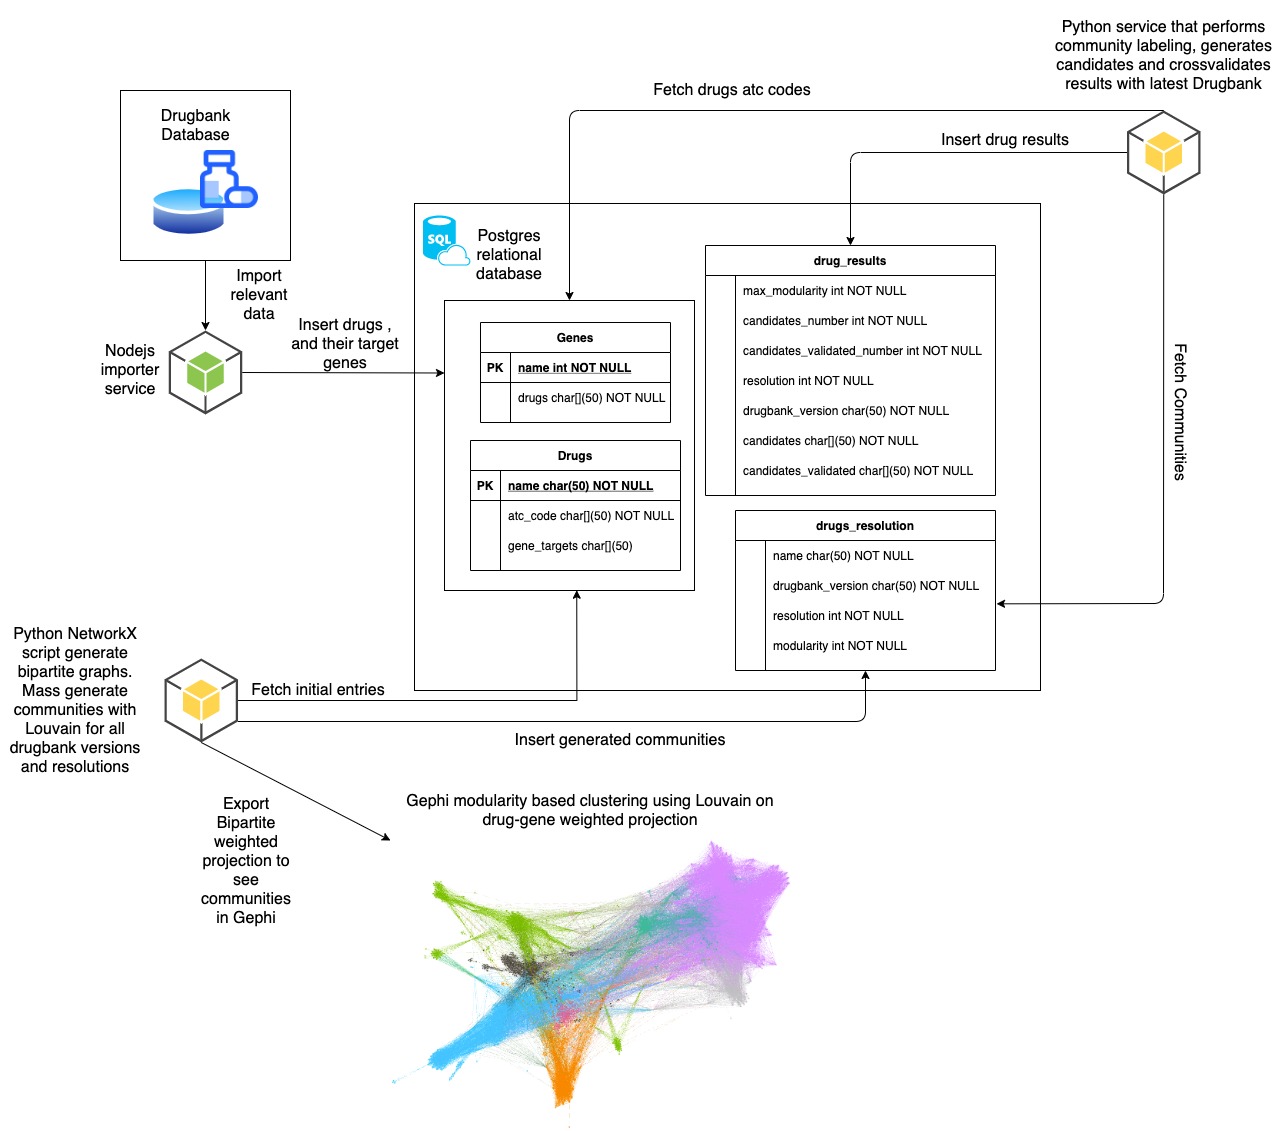 Python service that performs
community labeling, generates
candidates and crossvalidates
results with latest Drugbank
Fetch drugs atc codes
Insert drug results
Drugbank
Database
SQL
Postgres
relational
database
Import
relevant
data
Insert drugs ,
and their target
genes
Nodejs
importer
service
Genes
PK
name int NOT NULL
drugs char[](50) NOT NULL
Drugs
PK
name char(50) NOT NULL
atc_code char[](50) NOT NULL
gene_targets char[](50)
drug_results
max_modularity int NOT NULL
candidates_number int NOT NULL
candidates_validated_number int NOT NULL
resolution int NOT NULL
drugbank_version char(50) NOT NULL
candidates char[](50) NOT NULL
candidates_validated char[](50) NOT NULL
drugs_resolution
name char(50) NOT NULL
drugbank_version char(50) NOT NULL
resolution int NOT NULL
modularity int NOT NULL
Fetch Communities
Python NetworkX
script generate
bipartite graphs.
Mass generate
communities with
Louvain for all
drugbank versions
and resolutions
Fetch initial entries
Insert generated communities
Export
Bipartite
weighted
projection to
see
communities
in Gephi
Gephi modularity based clustering using Louvain on
drug-gene weighted projection